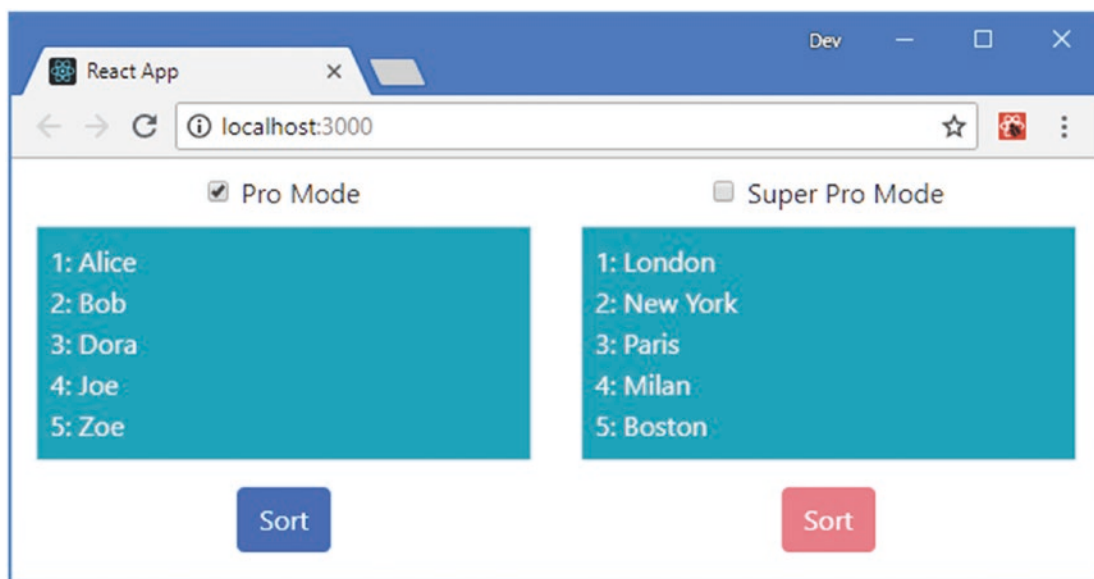 Dev
React App
localhost:3000
Pro Mode
1: Alice
2: Bob
3: Dora
4: Joe
5: Zoe
Sort
Super Pro Mode
1: London
2: New York
3: Paris
4: Milan
5: Boston
Sort